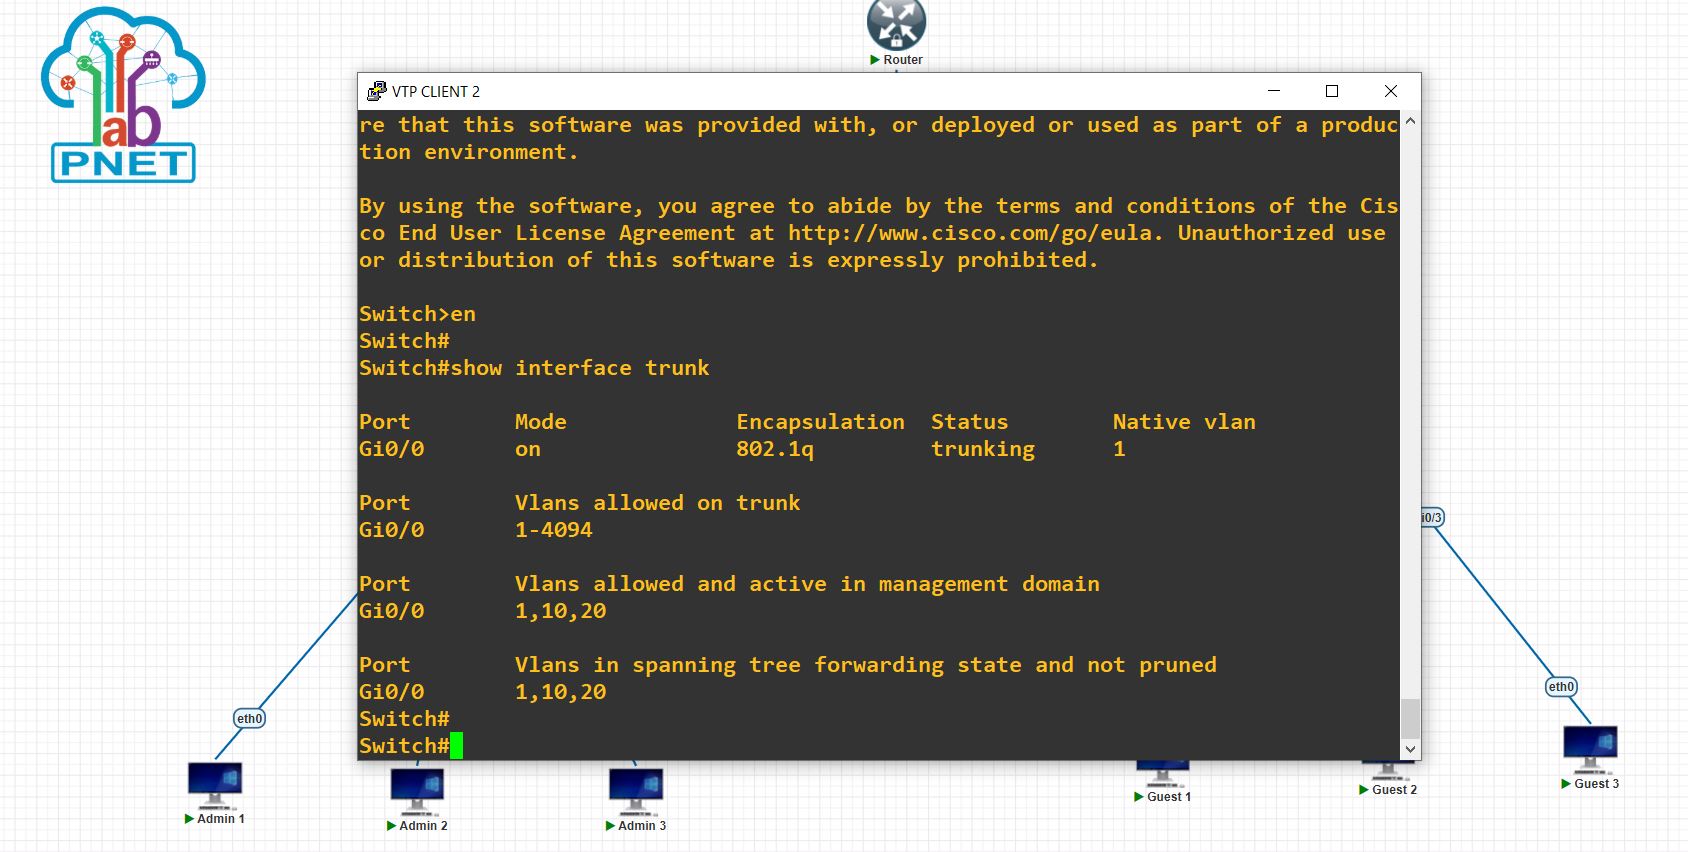 lab
PNET
Router
VTP CLIENT 2
re that this software was provided with, or deployed or used as part of a produc
tion environment.
By using the software, you agree to abide by the terms and conditions of the Cis
co End User License Agreement at http://www.cisco.com/go/eula. Unauthorized use
or distribution of this software is expressly prohibited.
Switch>en
Switch#
Switch#show interface trunk
Port Mode Encapsulation Status Native vlan
Gi0/0 on 802.1q trunking 1
Port Vlans allowed on trunk
Gi0/0 1-4094
Port Vlans allowed and active in management domain
Gi0/0 1,10,20
Port Vlans in spanning tree forwarding state and not pruned
Gi0/0 1,10,20
Switch#
Switch#
i0/3
eth0
eth0
Admin 1
Admin 2
Admin 3
Guest 1
Guest 2
Guest 3